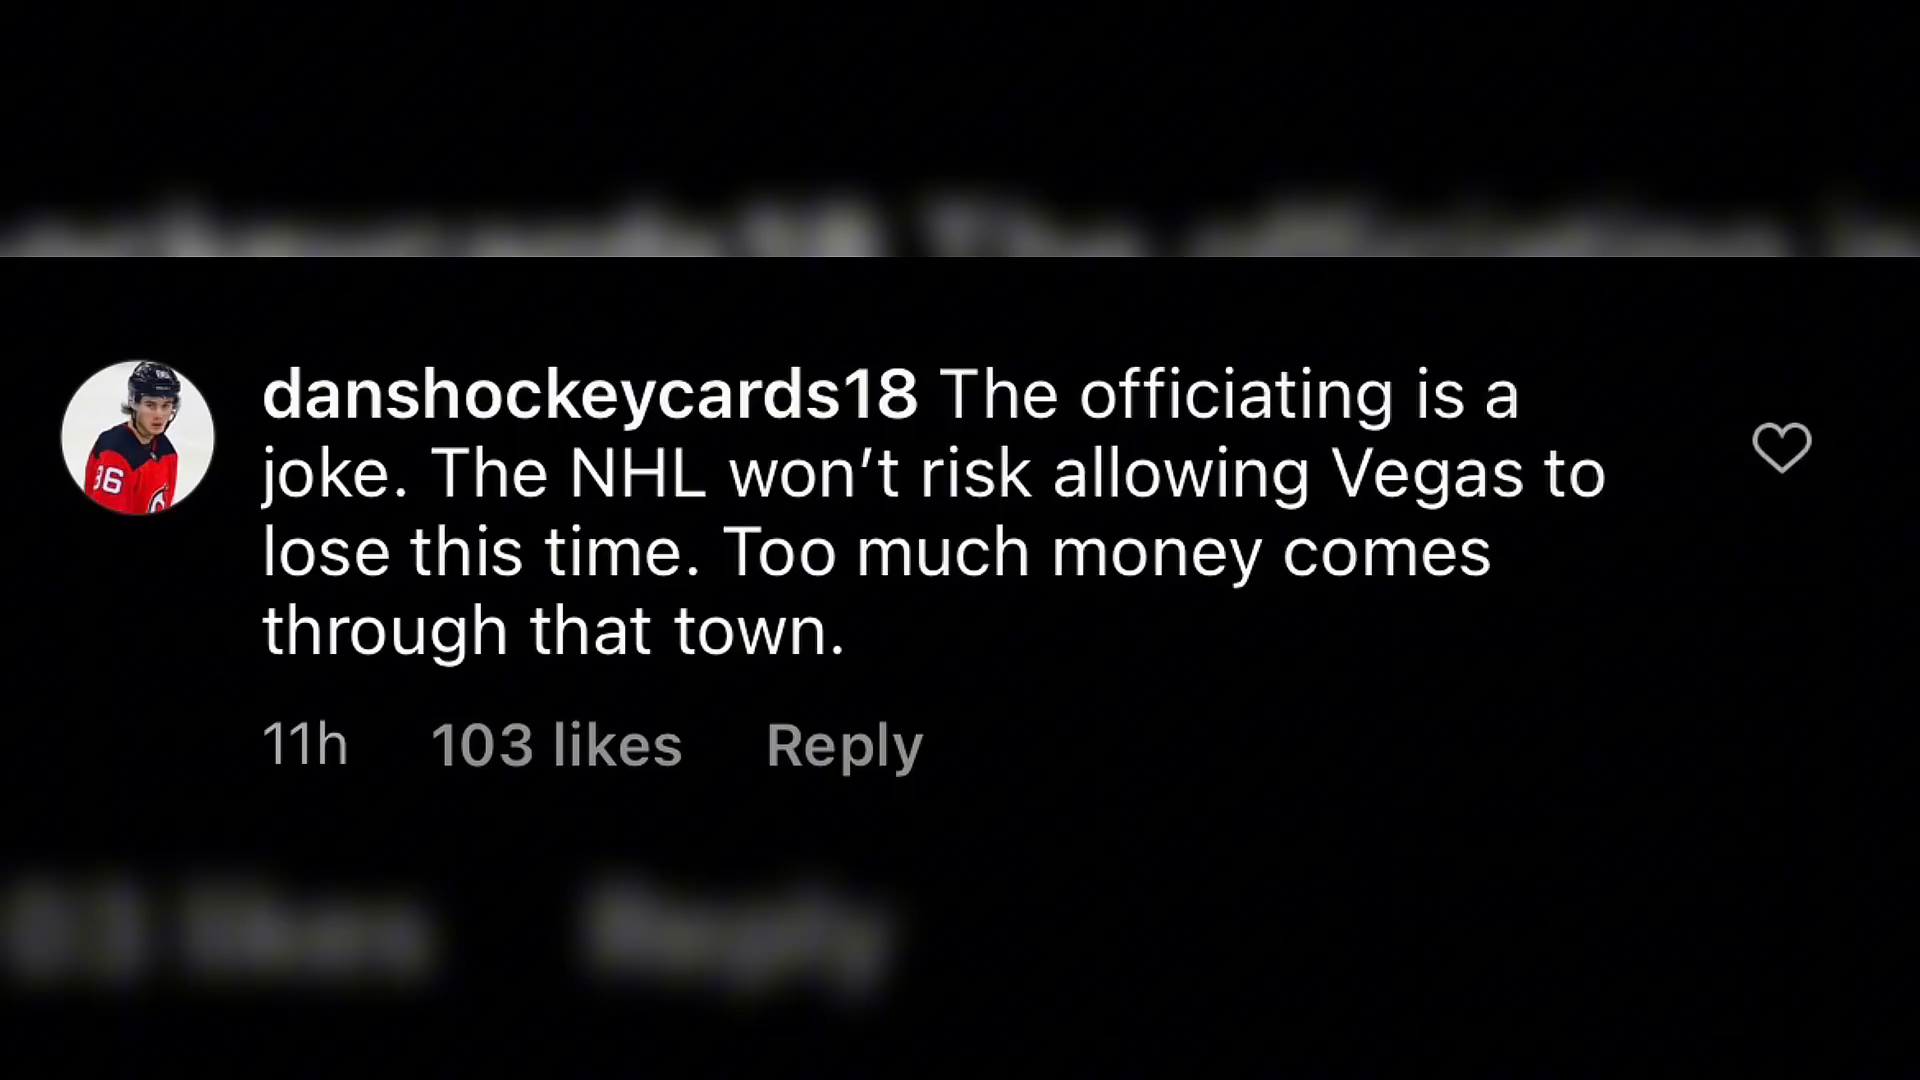 danshockeycards18 The officiating is a
joke. The NHL won’t risk allowing Vegas to
lose this time. Too much money comes
through that town.
11h 103 likes Reply
86